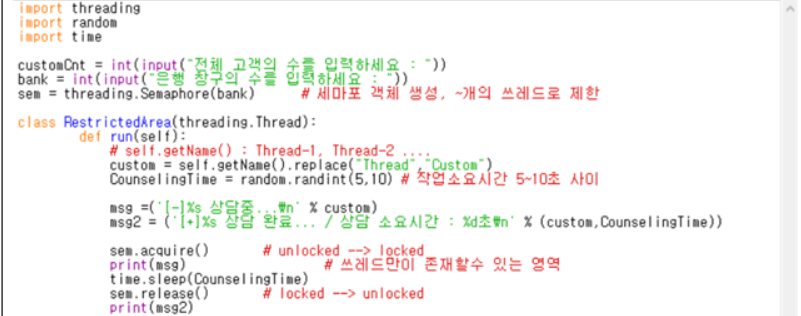 import threading
import random
import time

customCnt = int(input("전체 고객의 수를 입력하세요 : "))
bank = int(input("은행 창구의 수를 입력하세요 : "))
sem = threading.Semaphore(bank)      # 세마포 객체 생성, ~개의 쓰레드로 제한

class RestrictedArea(threading.Thread):
        def run(self):
            # self.getName() : Thread-1, Thread-2 ....
            custom = self.getName().replace("Thread","Custom")
            CounselingTime = random.randint(5,10) # 작업소요시간 5~10초 사이

            msg =('[-]%s 상담중...₩n' % custom)
            msg2 = ('[+]%s 상담 완료... / 상담 소요시간 : %d초₩n' % (custom,CounselingTime))

            sem.acquire()       # unlocked --> locked
            print(msg)                  # 쓰레드만이 존재할수 있는 영역
            time.sleep(CounselingTime)
            sem.release()       # locked --> unlocked
            print(msg2)